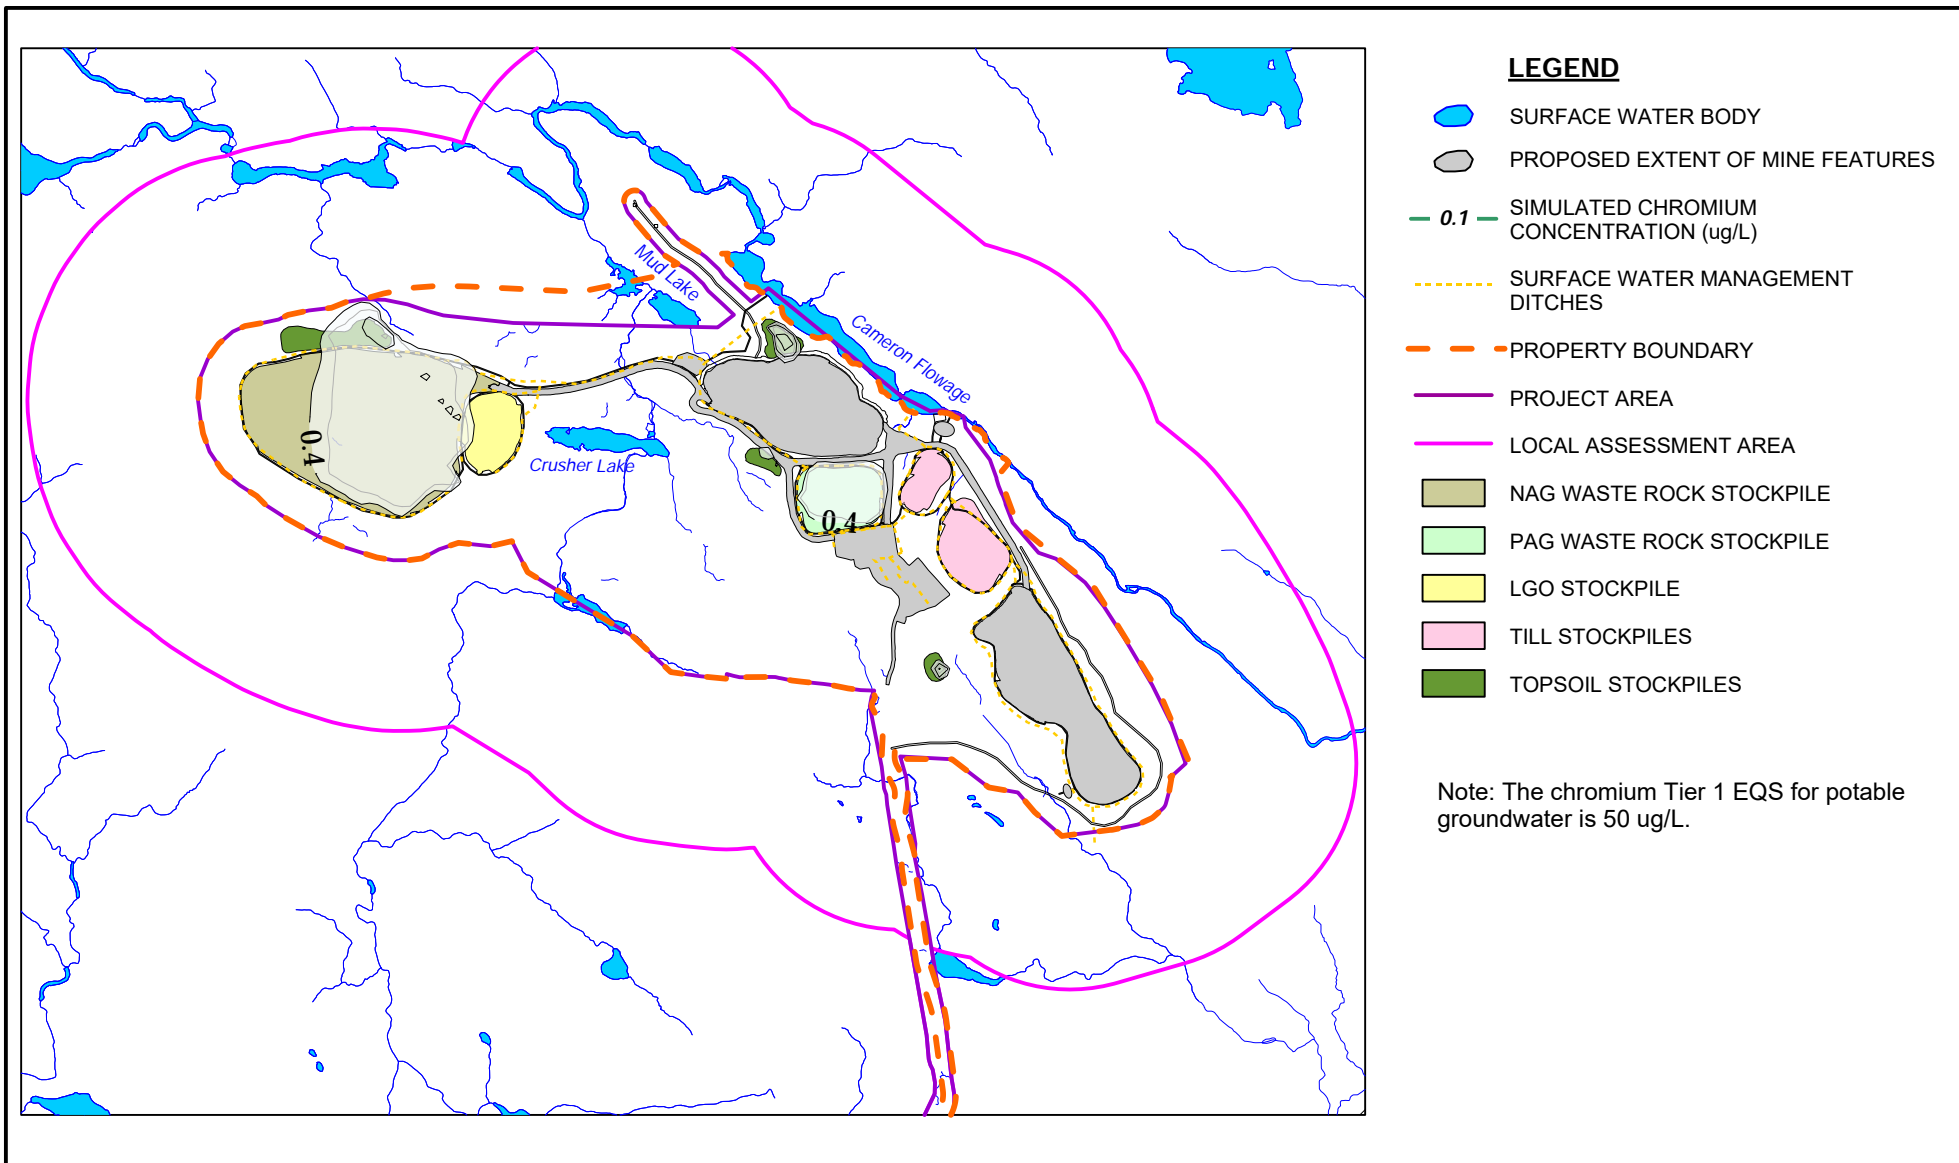 LEGEND
SURFACE WATER BODY
PROPOSED EXTENT OF MINE FEATURES
0.1
SIMULATED CHROMIUM
CONCENTRATION (ug/L)
SURFACE WATER MANAGEMENT
DITCHES
PROPERTY BOUNDARY
PROJECT AREA
LOCAL ASSESSMENT AREA
NAG WASTE ROCK STOCKPILE
PAG WASTE ROCK STOCKPILE
LGO STOCKPILE
TILL STOCKPILES
TOPSOIL STOCKPILES
Note: The chromium Tier 1 EQS for potable
groundwater is 50 ug/L.
Mud Lake
Cameron Flowage
Crusher Lake
0.4
0.4